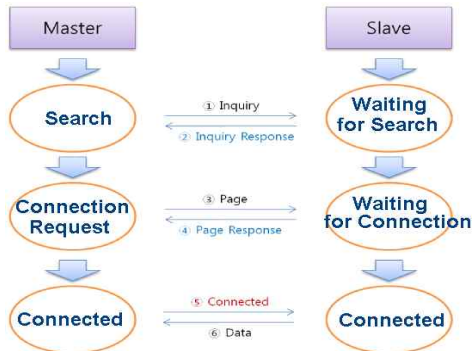 Master
Slave
Search
① Inquiry
② Inquiry Response
Waiting
for Search
Connection
Request
③ Page
④ Page Response
Waiting
for Connection
Connected
⑤ Connected
⑥ Data
Connected